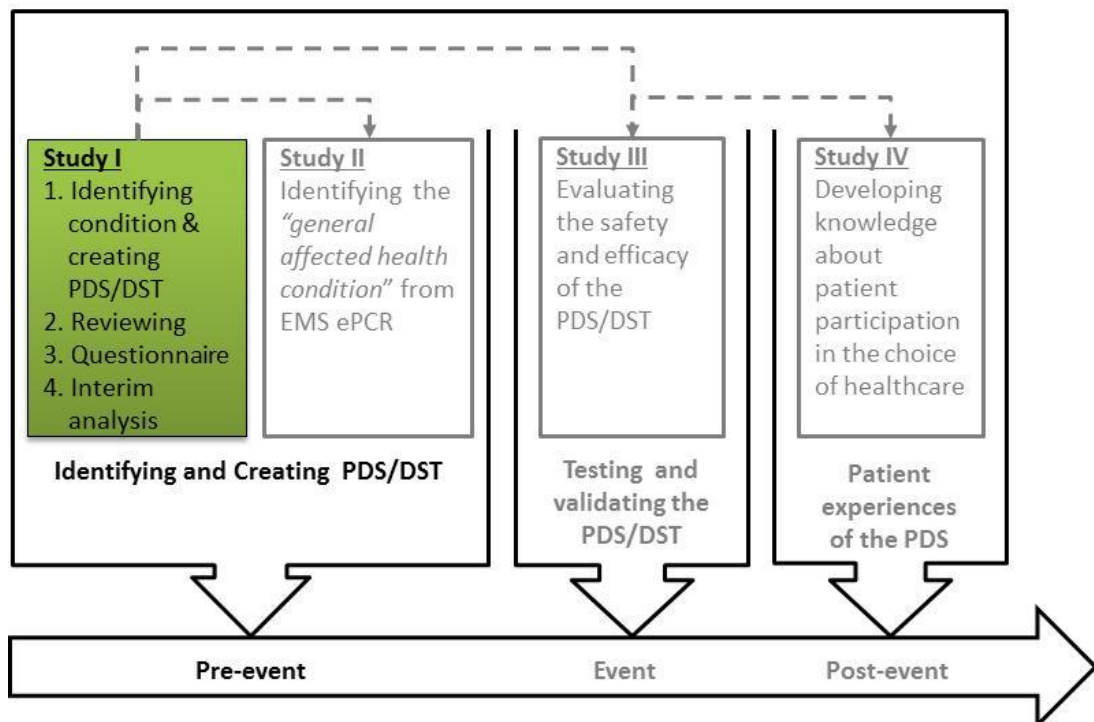 Study I
1. Identifying
condition &
creating
PDS/DST
2. Reviewing
3. Questionnaire
4. Interim
analysis
Study II
Identifying the
“general
affected health
condition” from
EMS ePCR
Study III
Evaluating
the safety
and efficacy
of the
PDS/DST
Study IV
Developing
knowledge
about
patient
participation
in the choice
of healthcare
Identifying and Creating PDS/DST
Testing and
validating the
PDS/DST
Patient
experiences
of the PDS
Pre-event
Event
Post-event